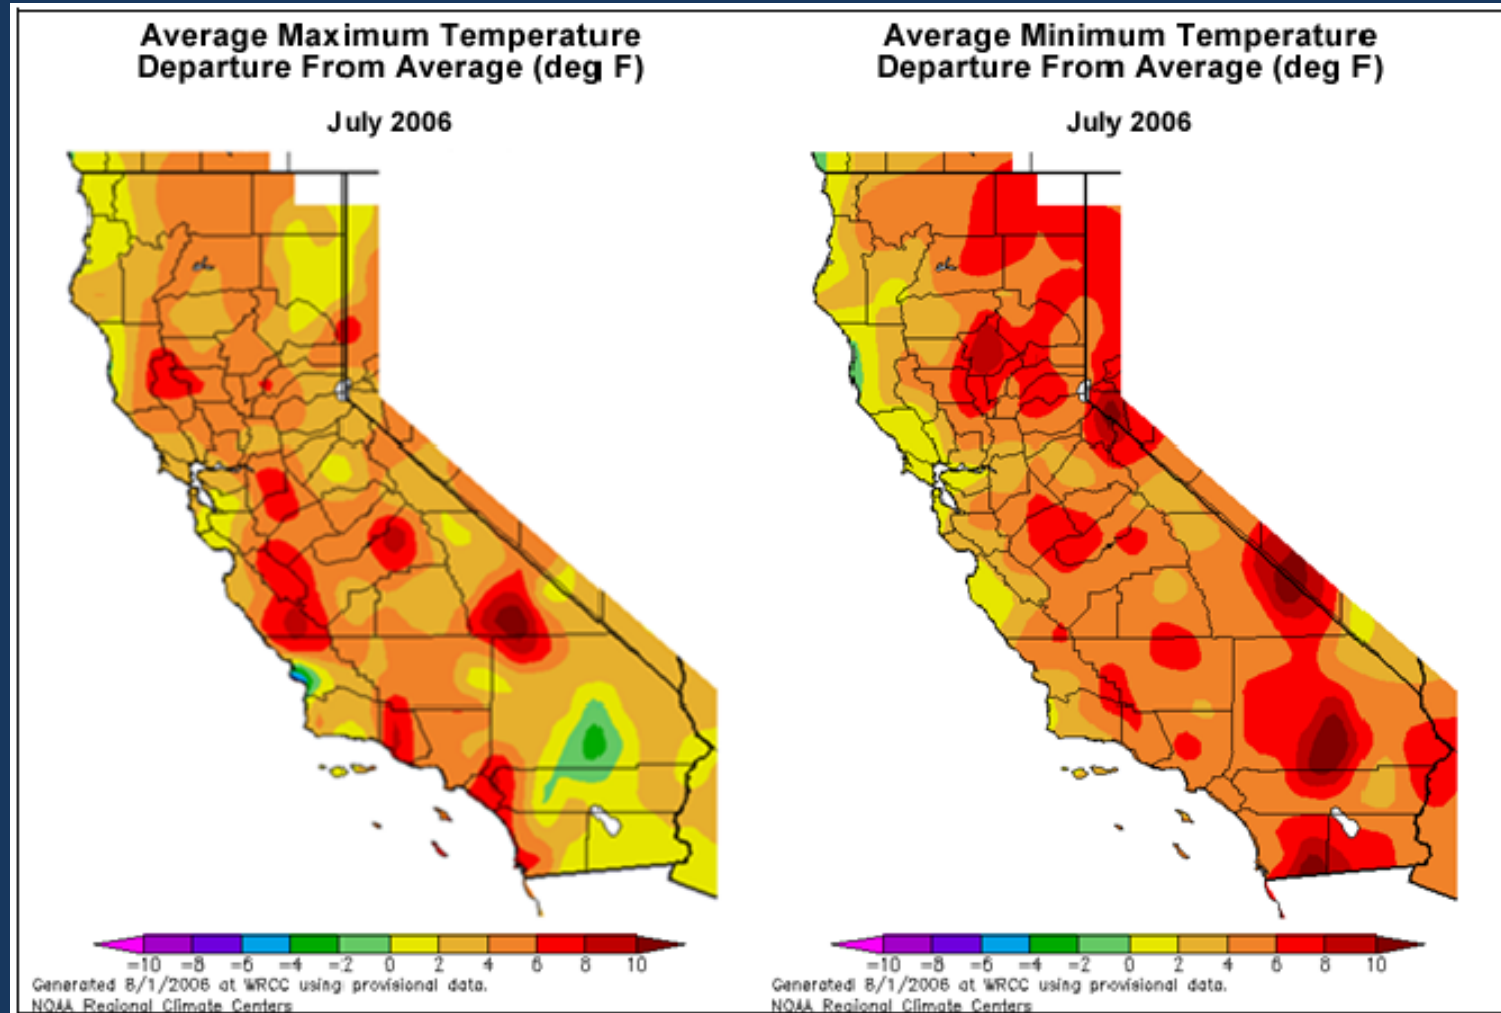 Average Maximum Temperature
Departure From Average (deg F)
July 2006
-10 -8 -6 -4 -2 0 2 4 6 8 10
Generated 8/1/2006 at WRCC using provisional data.
NOAA Regional Climate Centers
Average Minimum Temperature
Departure From Average (deg F)
July 2006
-10 -8 -6 -4 -2 0 2 4 6 8 10
Generated 8/1/2006 at WRCC using provisional data.
NOAA Regional Climate Centers